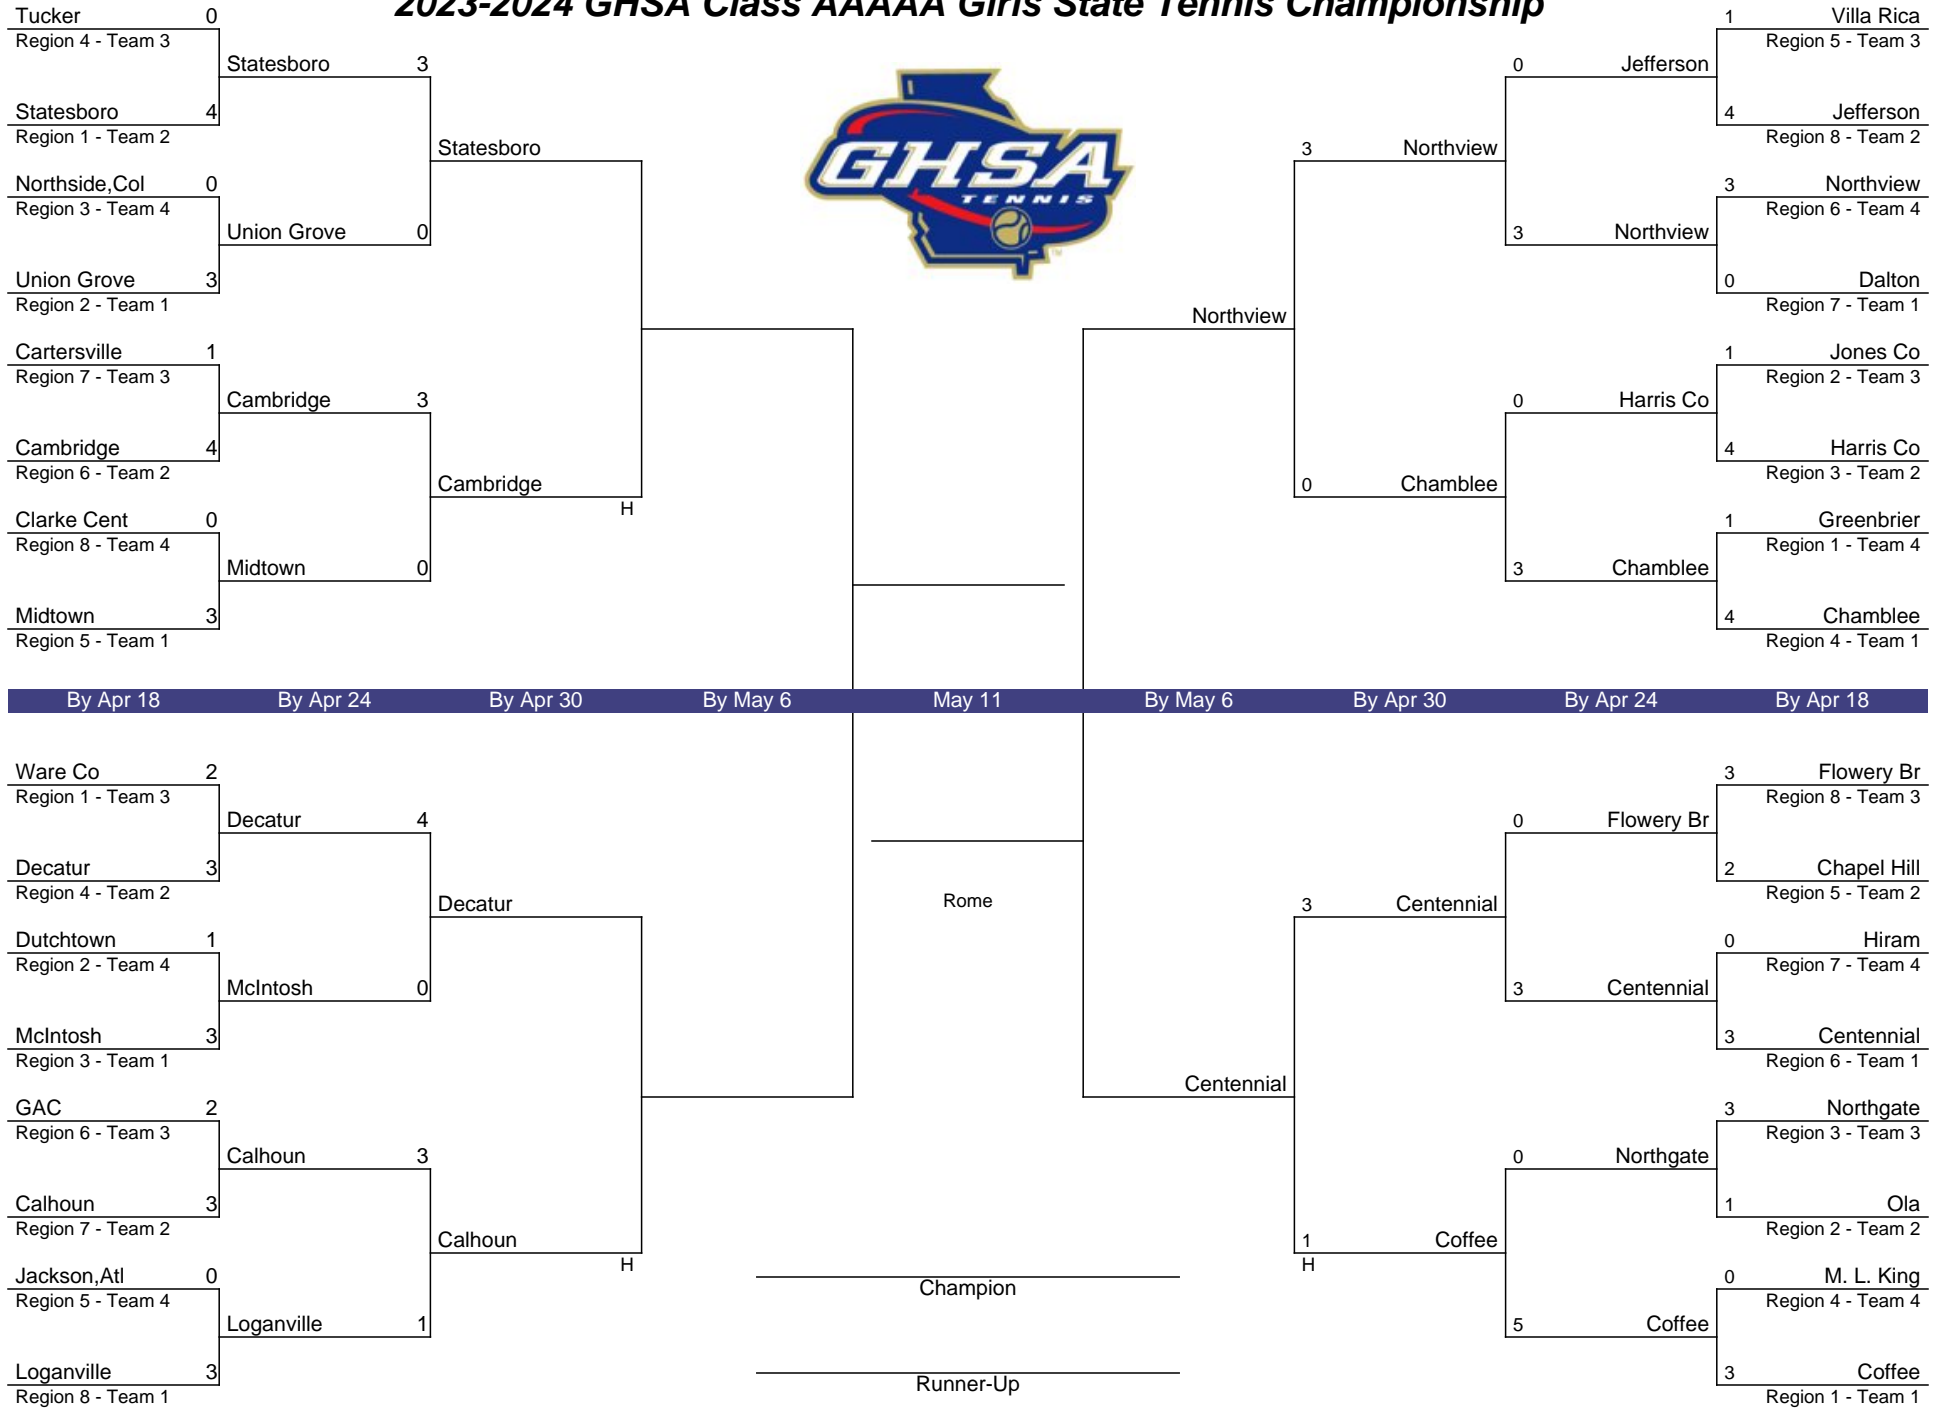 2023-2024 GHSA Class AAAAA Girls State Tennis Championship
GHSA
TENNIS
TM
Tucker 0
Region 4 - Team 3
Statesboro 4
Region 1 - Team 2
Northside,Col 0
Region 3 - Team 4
Union Grove 3
Region 2 - Team 1
Cartersville 1
Region 7 - Team 3
Cambridge 4
Region 6 - Team 2
Clarke Cent 0
Region 8 - Team 4
Midtown 3
Region 5 - Team 1
Statesboro 3
Union Grove 0
Cambridge 3
Midtown 0
Statesboro
Cambridge
H
Northview
3 Northview
0 Chamblee
0 Jefferson
3 Northview
0 Harris Co
3 Chamblee
1 Villa Rica
Region 5 - Team 3
4 Jefferson
Region 8 - Team 2
3 Northview
Region 6 - Team 4
0 Dalton
Region 7 - Team 1
1 Jones Co
Region 2 - Team 3
4 Harris Co
Region 3 - Team 2
1 Greenbrier
Region 1 - Team 4
4 Chamblee
Region 4 - Team 1
By Apr 18 By Apr 24 By Apr 30 By May 6 May 11 By May 6 By Apr 30 By Apr 24 By Apr 18
Ware Co 2
Region 1 - Team 3
Decatur 3
Region 4 - Team 2
Dutchtown 1
Region 2 - Team 4
McIntosh 3
Region 3 - Team 1
GAC 2
Region 6 - Team 3
Calhoun 3
Region 7 - Team 2
Jackson,Atl 0
Region 5 - Team 4
Loganville 3
Region 8 - Team 1
Decatur 4
McIntosh 0
Calhoun 3
Loganville 1
Decatur
Calhoun
H
Rome
Champion
Runner-Up
Centennial
3 Centennial
1 Coffee
H
0 Flowery Br
3 Centennial
0 Northgate
5 Coffee
3 Flowery Br
Region 8 - Team 3
2 Chapel Hill
Region 5 - Team 2
0 Hiram
Region 7 - Team 4
3 Centennial
Region 6 - Team 1
3 Northgate
Region 3 - Team 3
1 Ola
Region 2 - Team 2
0 M. L. King
Region 4 - Team 4
3 Coffee
Region 1 - Team 1